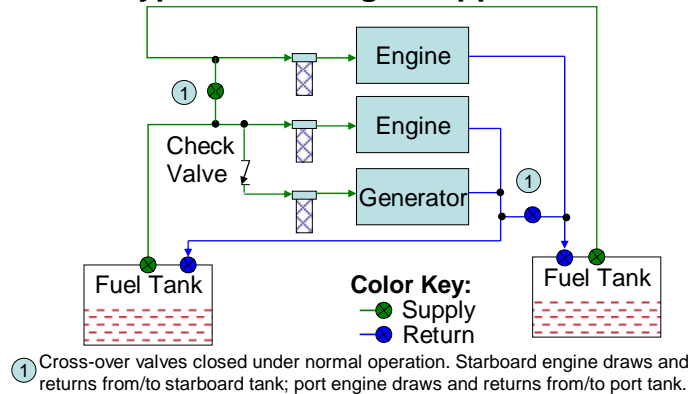 Engine
1
Engine
Check
Valve
1
Generator
Fuel Tank
Fuel Tank
Color Key:
Supply
Return
1 Cross-over valves closed under normal operation. Starboard engine draws and
returns from/to starboard tank; port engine draws and returns from/to port tank.